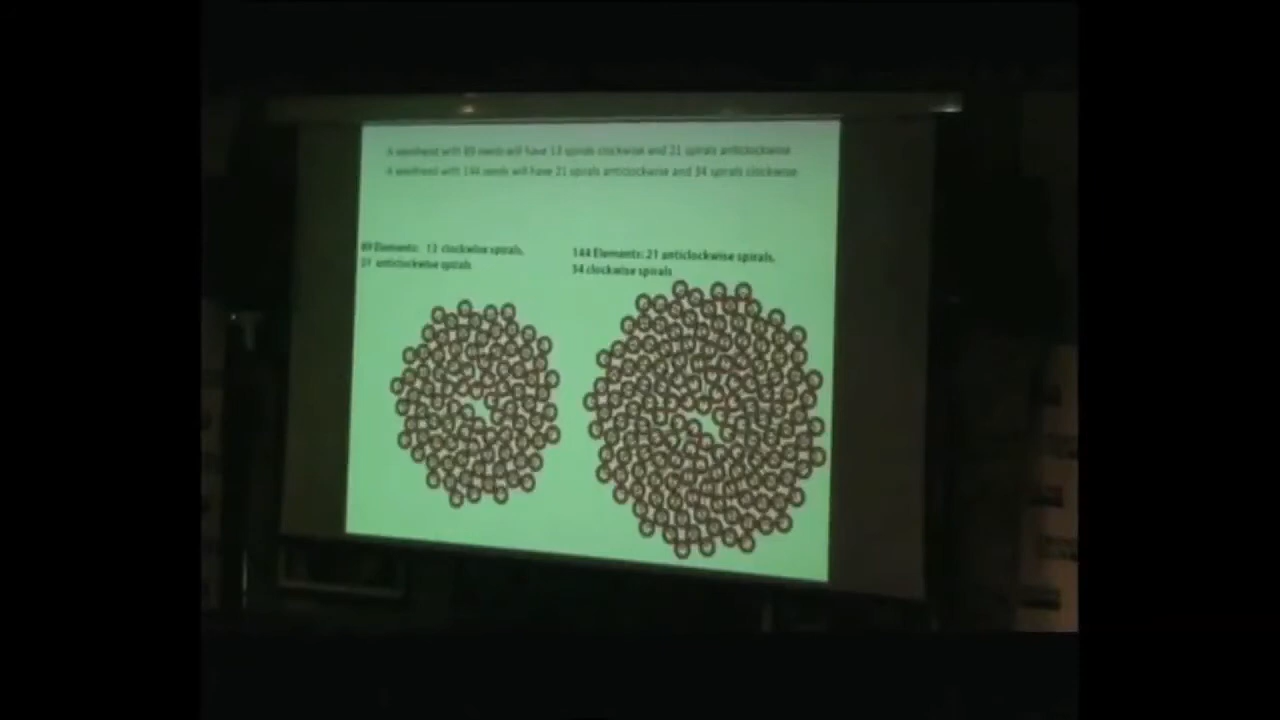 A seedhead with 89 seeds will have 13 spirals clockwise and 21 spirals anticlockwise
A seedhead with 144 seeds will have 21 spirals anticlockwise and 34 spirals clockwise
89 Elements: 13 clockwise spirals,
21 anticlockwise spirals
144 Elements: 21 anticlockwise spirals,
34 clockwise spirals